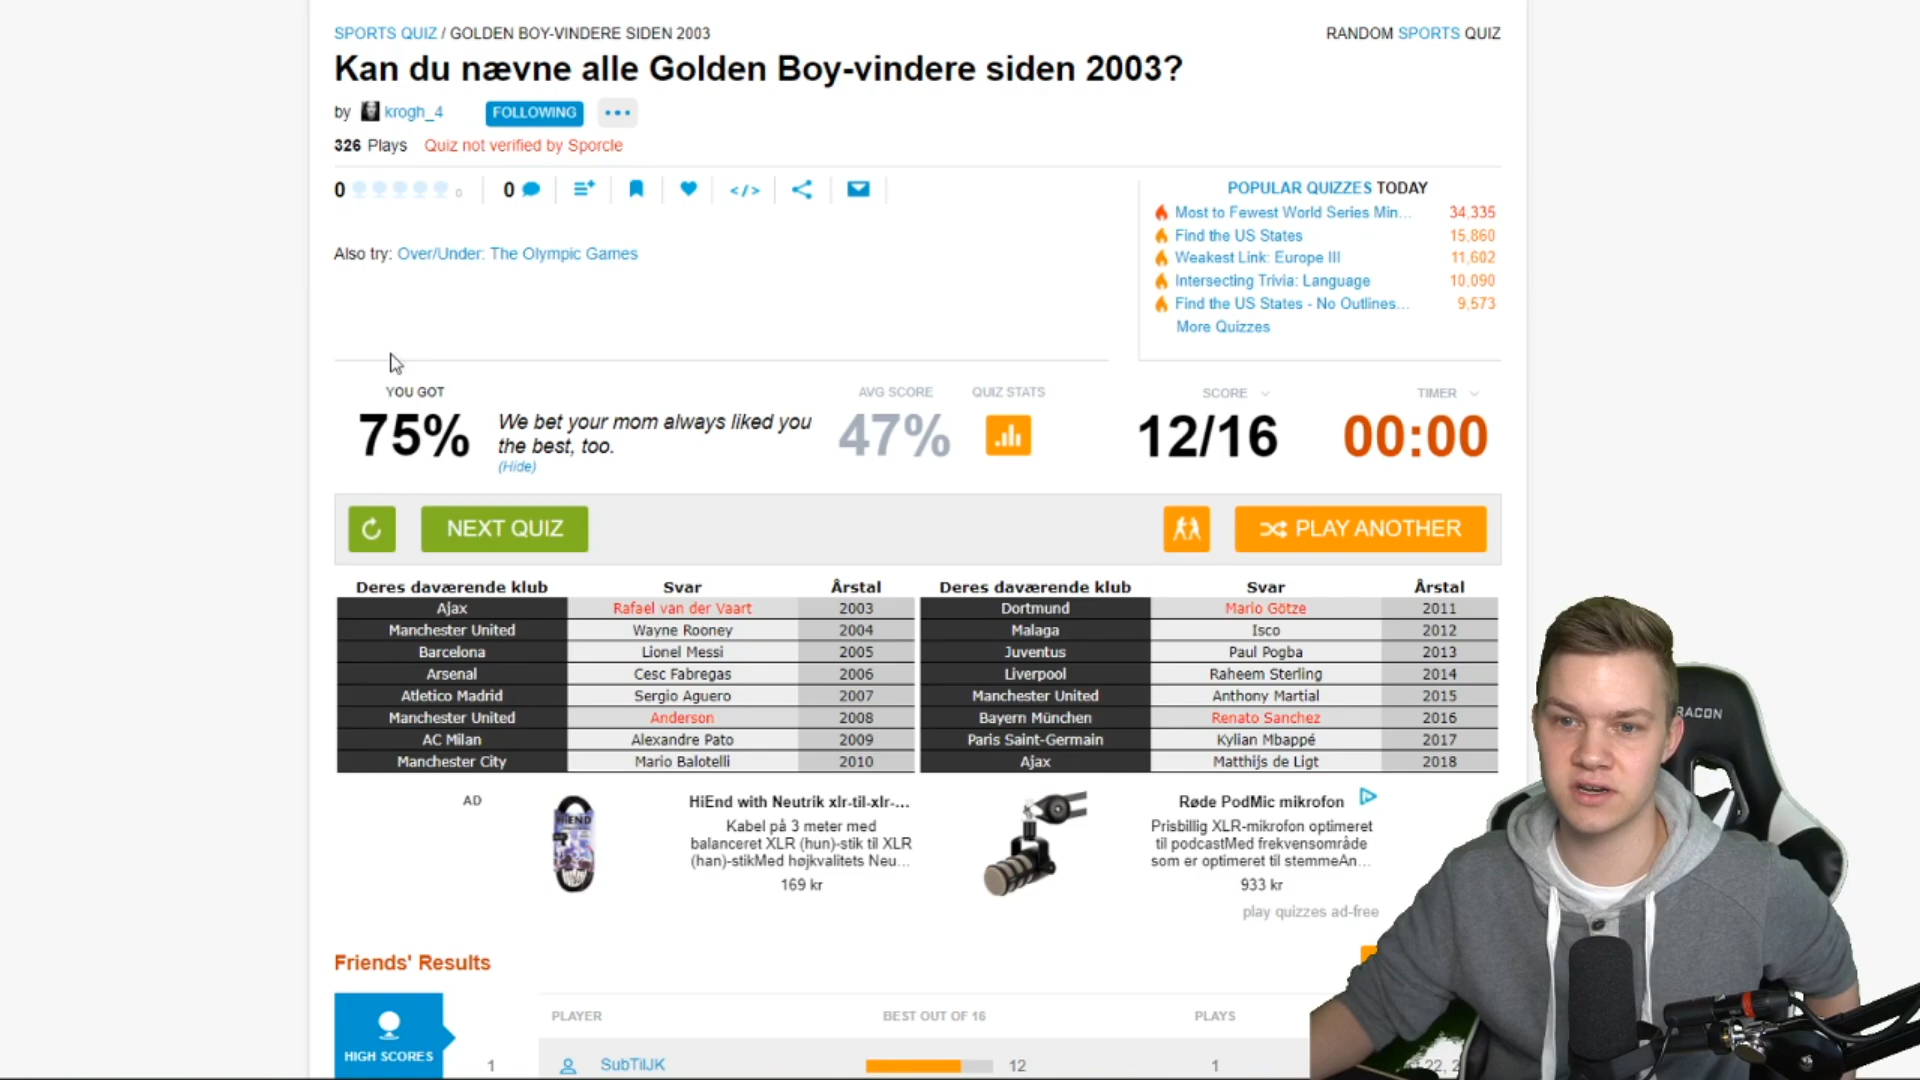 SPORTS QUIZ / GOLDEN BOY-VINDERE SIDEN 2003
RANDOM SPORTS QUIZ
Kan du nævne alle Golden Boy-vindere siden 2003?
by krogh_4 FOLLOWING
326 Plays Quiz not verified by Sporcle
0 0 0
POPULAR QUIZZES TODAY
Most to Fewest World Series Min... 34,335
Find the US States 15,860
Weakest Link: Europe III 11,602
Intersecting Trivia: Language 10,090
Find the US States - No Outlines... 9,573
More Quizzes
Also try: Over/Under: The Olympic Games
YOU GOT
75%
We bet your mom always liked you
the best, too.
(Hide)
AVG SCORE
47%
QUIZ STATS
SCORE
12/16
TIMER
00:00
NEXT QUIZ
PLAY ANOTHER
Deres daværende klub Svar Årstal
Ajax Rafael van der Vaart 2003
Manchester United Wayne Rooney 2004
Barcelona Lionel Messi 2005
Arsenal Cesc Fabregas 2006
Atletico Madrid Sergio Aguero 2007
Manchester United Anderson 2008
AC Milan Alexandre Pato 2009
Manchester City Mario Balotelli 2010
Deres daværende klub Svar Årstal
Dortmund Mario Götze 2011
Malaga Isco 2012
Juventus Paul Pogba 2013
Liverpool Raheem Sterling 2014
Manchester United Anthony Martial 2015
Bayern München Renato Sanchez 2016
Paris Saint-Germain Kylian Mbappé 2017
Ajax Matthijs de Ligt 2018
RACON
AD
HiEND
HiEnd with Neutrik xlr-til-xlr-...
Kabel på 3 meter med
balanceret XLR (hun)-stik til XLR
(han)-stikMed højkvalitets Neu...
169 kr
Røde PodMic mikrofon
Prisbillig XLR-mikrofon optimeret
til podcastMed frekvensområde
som er optimeret til stemmeAn...
933 kr
play quizzes ad-free
Friends' Results
HIGH SCORES
PLAYER BEST OUT OF 16 PLAYS
1 SubTilJK 12 1 22, 2